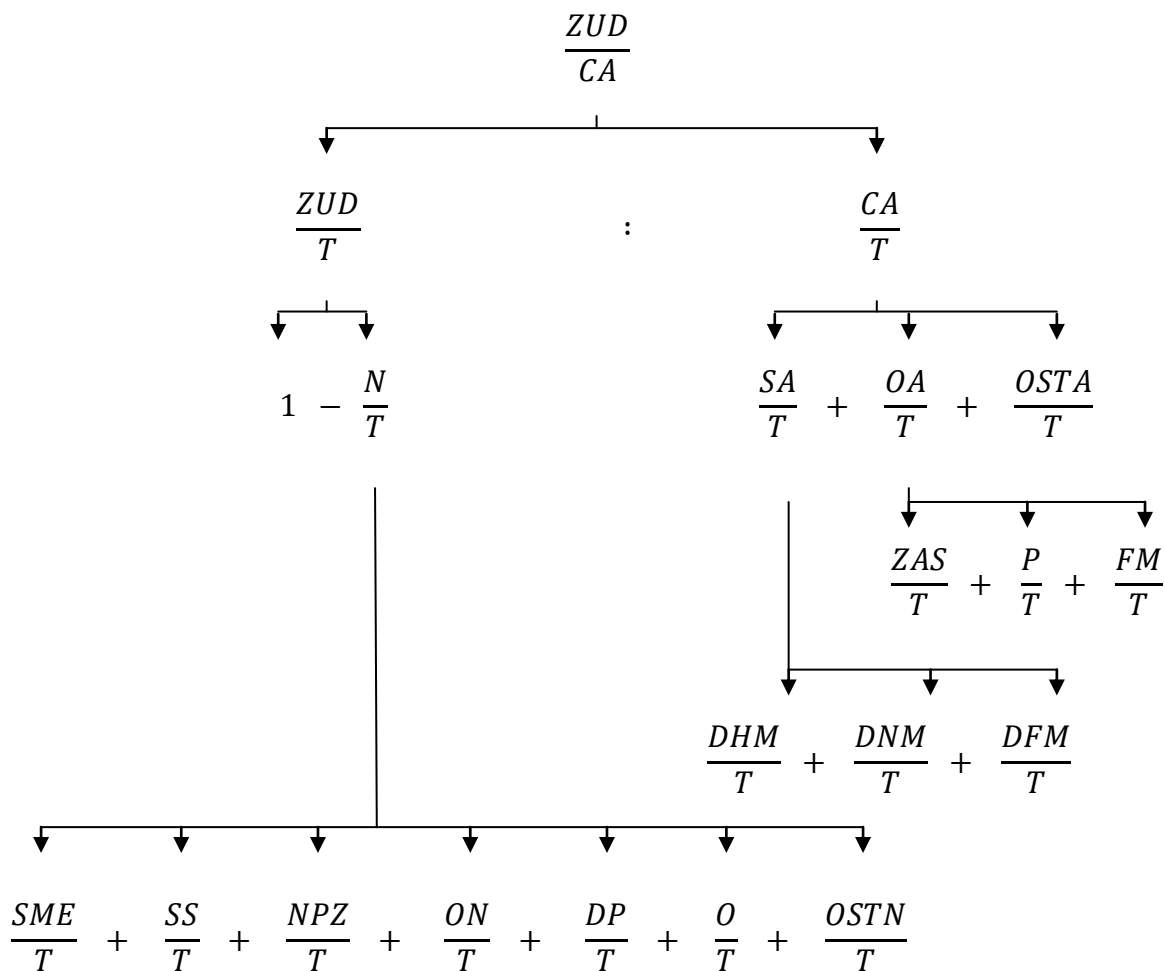 ZUD
CA
ZUD
T
:
CA
T
1 − N
T
SA + OA + OSTA
T T T
ZAS + P + FM
T T T
DHM + DNM + DFM
T T T
SME + SS + NPZ + ON + DP + O + OSTN
T T T T T T T